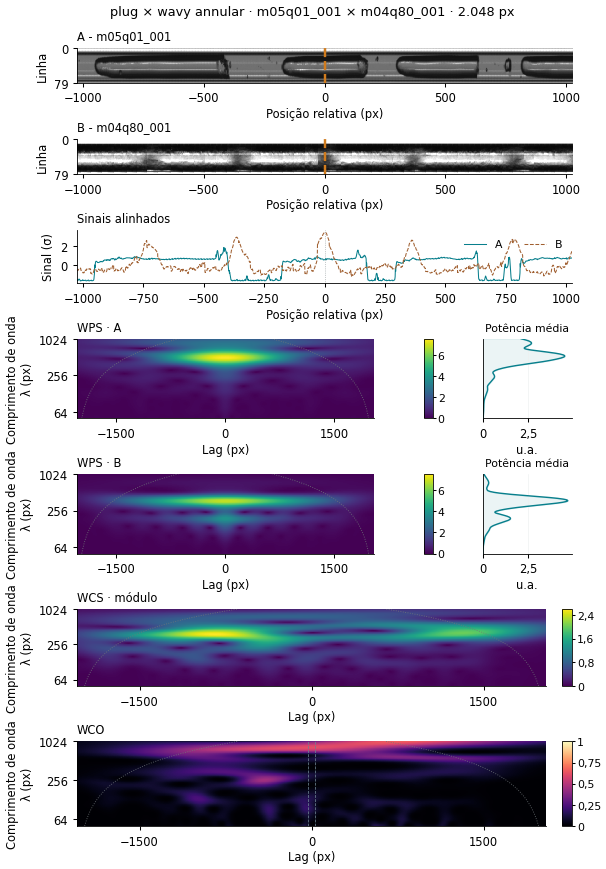 plug × wavy annular · m05q01_001 × m04q80_001 · 2.048 px
A - m05q01_001
Linha
0
79
−1000
−500
0
500
1000
Posição relativa (px)
B - m04q80_001
Linha
0
79
−1000
−500
0
500
1000
Posição relativa (px)
Sinais alinhados
Sinal (σ)
2
0
A
B
−1000
−750
−500
−250
0
250
500
750
1000
Posição relativa (px)
WPS · A
Comprimento de onda
λ (px)
1024
256
64
−1500
0
1500
Lag (px)
6
4
2
0
Potência média
0
2,5
u.a.
WPS · B
Comprimento de onda
λ (px)
1024
256
64
−1500
0
1500
Lag (px)
6
4
2
0
Potência média
0
2,5
u.a.
WCS · módulo
Comprimento de onda
λ (px)
1024
256
64
−1500
0
1500
Lag (px)
2,4
1,6
0,8
0
WCO
Comprimento de onda
λ (px)
1024
256
64
−1500
0
1500
Lag (px)
1
0,75
0,5
0,25
0